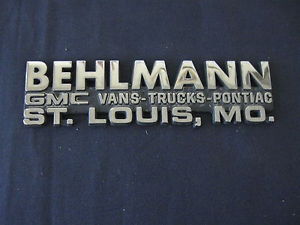 BEHLMANN
GMC VANS-TRUCKS-PONTIAC
ST. LOUIS, MO.